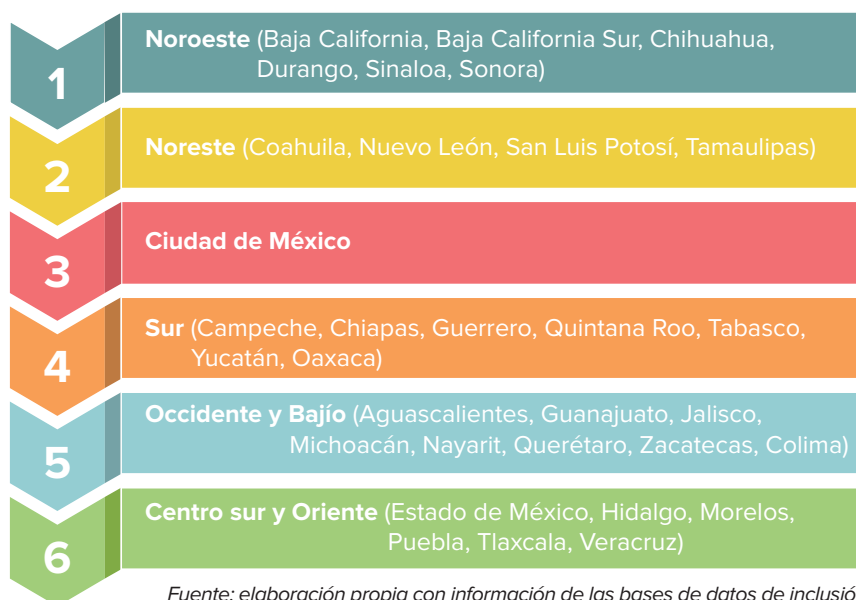 1
Noroeste (Baja California, Baja California Sur, Chihuahua,
Durango, Sinaloa, Sonora)
2
Noreste (Coahuila, Nuevo León, San Luis Potosí, Tamaulipas)
3
Ciudad de México
4
Sur (Campeche, Chiapas, Guerrero, Quintana Roo, Tabasco,
Yucatán, Oaxaca)
5
Occidente y Bajío (Aguascalientes, Guanajuato, Jalisco,
Michoacán, Nayarit, Querétaro, Zacatecas, Colima)
6
Centro sur y Oriente (Estado de México, Hidalgo, Morelos,
Puebla, Tlaxcala, Veracruz)
Fuente: elaboración propia con información de las bases de datos de inclusió